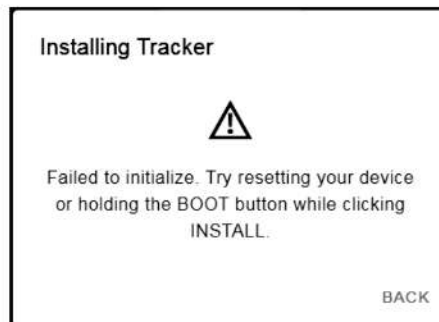 Installing Tracker
Failed to initialize. Try resetting your device
or holding the BOOT button while clicking
INSTALL.
BACK